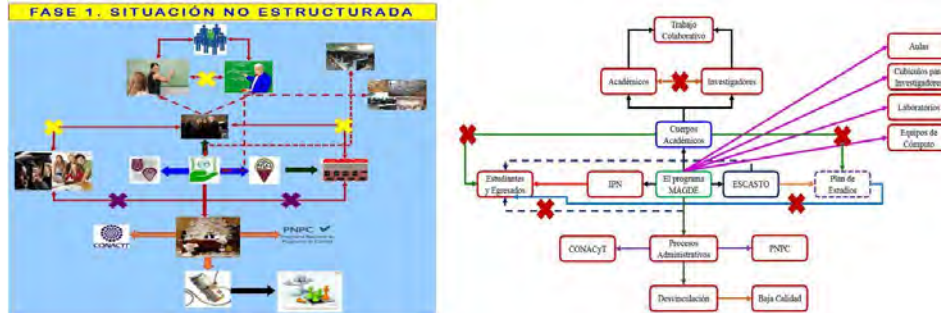 FASE 1. SITUACIÓN NO ESTRUCTURADA
CONACYT
PNPC
Trabajo
Colaborativo
Académicos
Investigadores
Cuerpos
Académicos
Aulas
Cubículos para
Investigadores
Laboratorios
Equipos de
Cómputo
Estudiantes
y Egresados
IPN
El programa
MAGDE
ESCASTO
Plan de
Estudios
CONACyT
Procesos
Administrativos
PNPC
Desvinculación
Baja Calidad